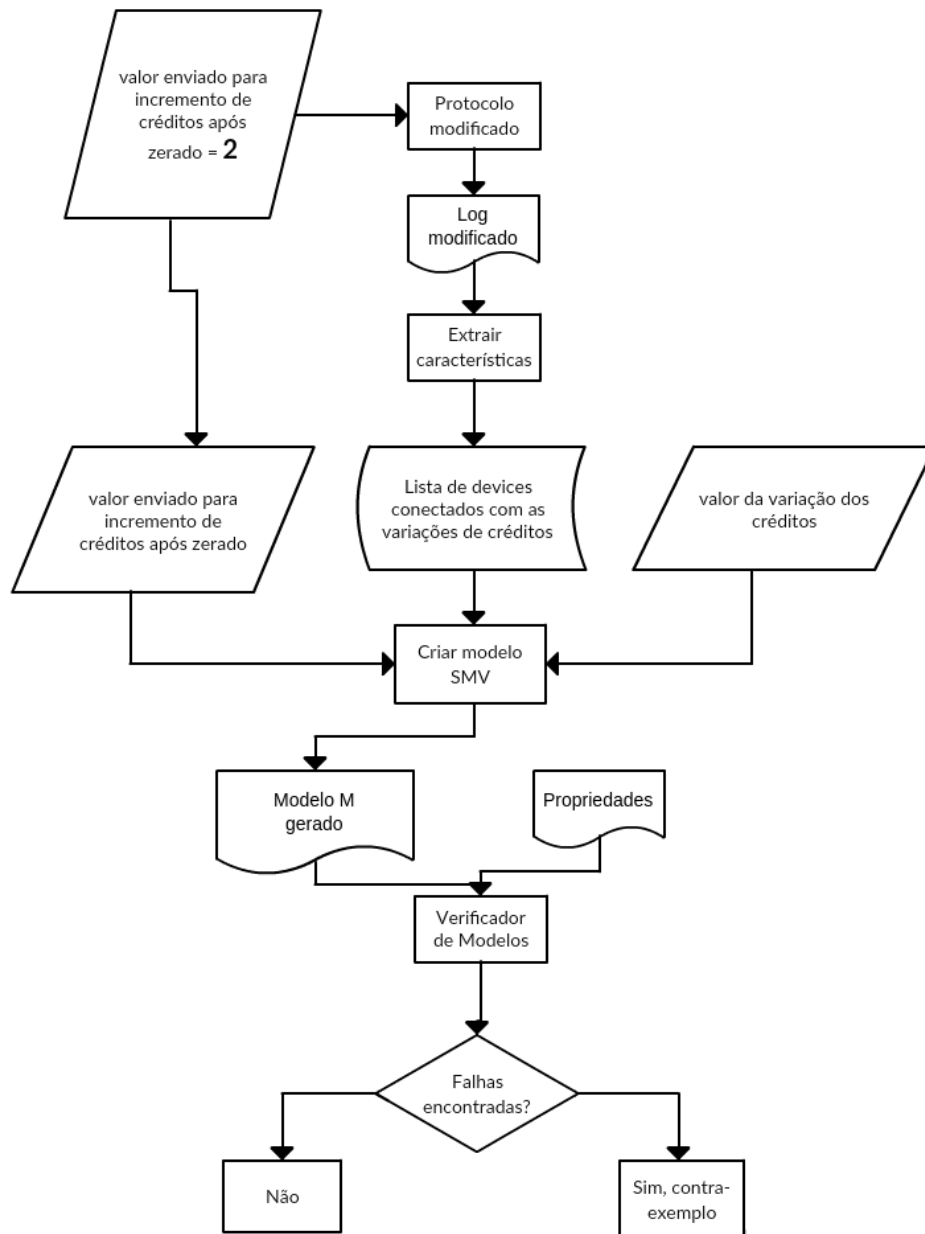 valor enviado para
incremento de
créditos após
zerado = 2
Protocolo
modificado
Log
modificado
Extrair
características
valor enviado para
incremento de
créditos após zerado
Lista de devices
conectados com as
variações de créditos
valor da variação dos
créditos
Criar modelo
SMV
Modelo M
gerado
Propriedades
Verificador
de Modelos
Falhas
encontradas?
Não
Sim, contra-
exemplo